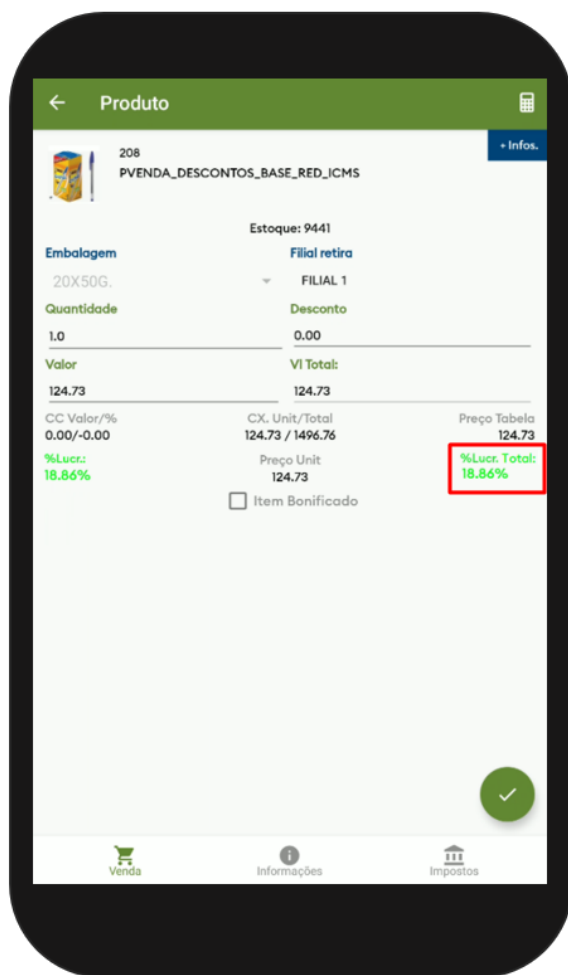 Produto
+ Infos.
208
PVENDA_DESCONTOS_BASE_RED_ICMS
Estoque: 9441
Embalagem Filial retira
20X50G. FILIAL 1
Quantidade Desconto
1.0 0.00
Valor Vl Total:
124.73 124.73
CC Valor/% CX. Unit/Total Preço Tabela
0.00/-0.00 124.73 / 1496.76 124.73
%Lucr.: Preço Unit %Lucr. Total:
18.86% 124.73 18.86%
Item Bonificado
Venda Informações Impostos